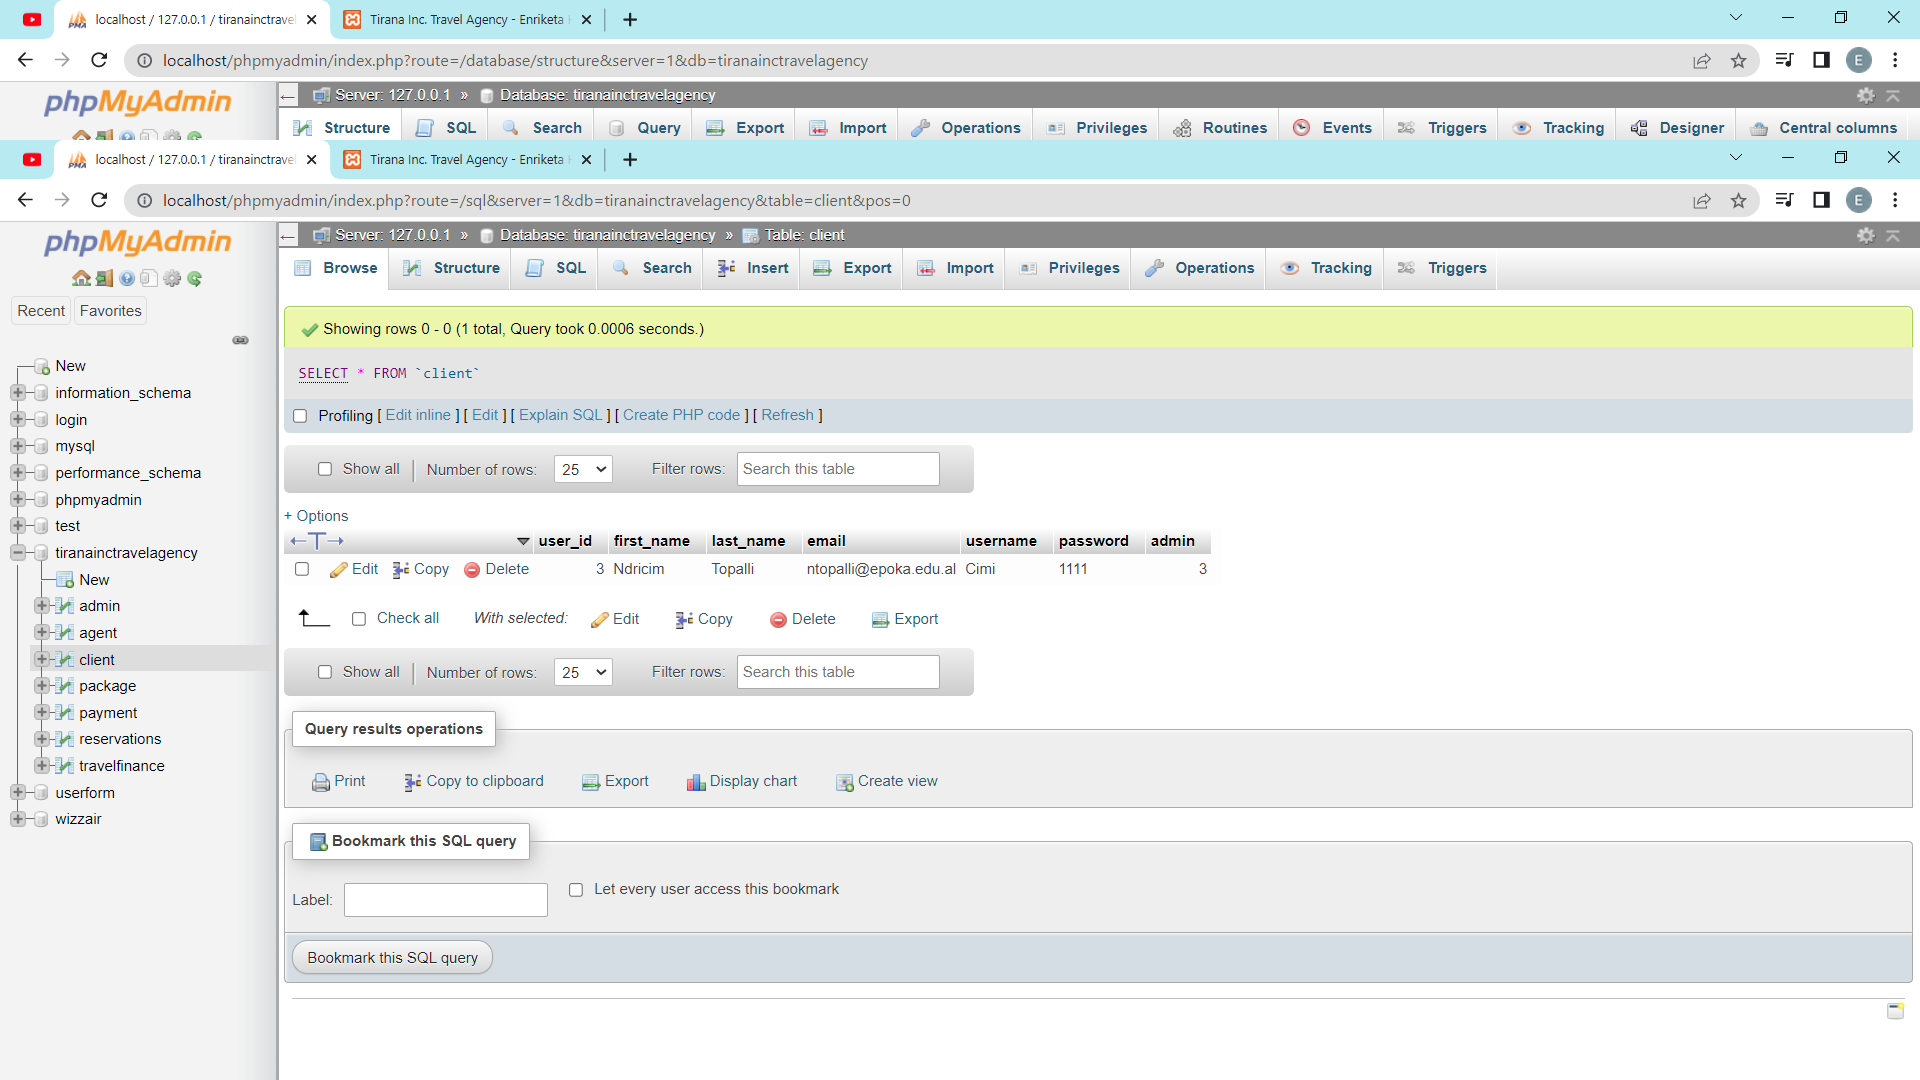 localhost / 127.0.0.1 / tiranainctrave
Tirana Inc. Travel Agency - Enriketa
localhost/phpmyadmin/index.php?route=/database/structure&server=1&db=tiranainctravelagency
E
phpMyAdmin
Server: 127.0.0.1 » Database: tiranainctravelagency
Structure SQL Search Query Export Import Operations Privileges Routines Events Triggers Tracking Designer Central columns
localhost / 127.0.0.1 / tiranainctrave
Tirana Inc. Travel Agency - Enriketa
localhost/phpmyadmin/index.php?route=/sql&server=1&db=tiranainctravelagency&table=client&pos=0
E
phpMyAdmin
Recent Favorites
New
information_schema
login
mysql
performance_schema
phpmyadmin
test
tiranainctravelagency
New
admin
agent
client
package
payment
reservations
travelfinance
userform
wizzair
Server: 127.0.0.1 » Database: tiranainctravelagency » Table: client
Browse Structure SQL Search Insert Export Import Privileges Operations Tracking Triggers
Showing rows 0 - 0 (1 total, Query took 0.0006 seconds.)
SELECT * FROM `client`
Profiling [ Edit inline ] [ Edit ] [ Explain SQL ] [ Create PHP code ] [ Refresh ]
Show all Number of rows: 25 Filter rows: Search this table
+ Options
user_id first_name last_name email username password admin
Edit Copy Delete 3 Ndricim Topalli ntopalli@epoka.edu.al Cimi 1111 3
Check all With selected: Edit Copy Delete Export
Show all Number of rows: 25 Filter rows: Search this table
Query results operations
Print Copy to clipboard Export Display chart Create view
Bookmark this SQL query
Label: Let every user access this bookmark
Bookmark this SQL query